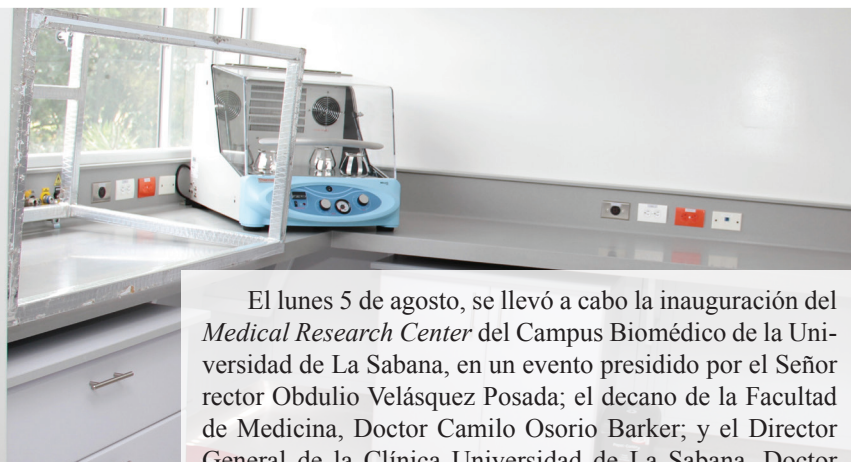 El lunes 5 de agosto, se llevó a cabo la inauguración del
Medical Research Center del Campus Biomédico de la Uni-
versidad de La Sabana, en un evento presidido por el Señor
rector Obdulio Velásquez Posada; el decano de la Facultad
de Medicina, Doctor Camilo Osorio Barker; y el Director
General de la Clínica Universidad de La Sabana, Doctor